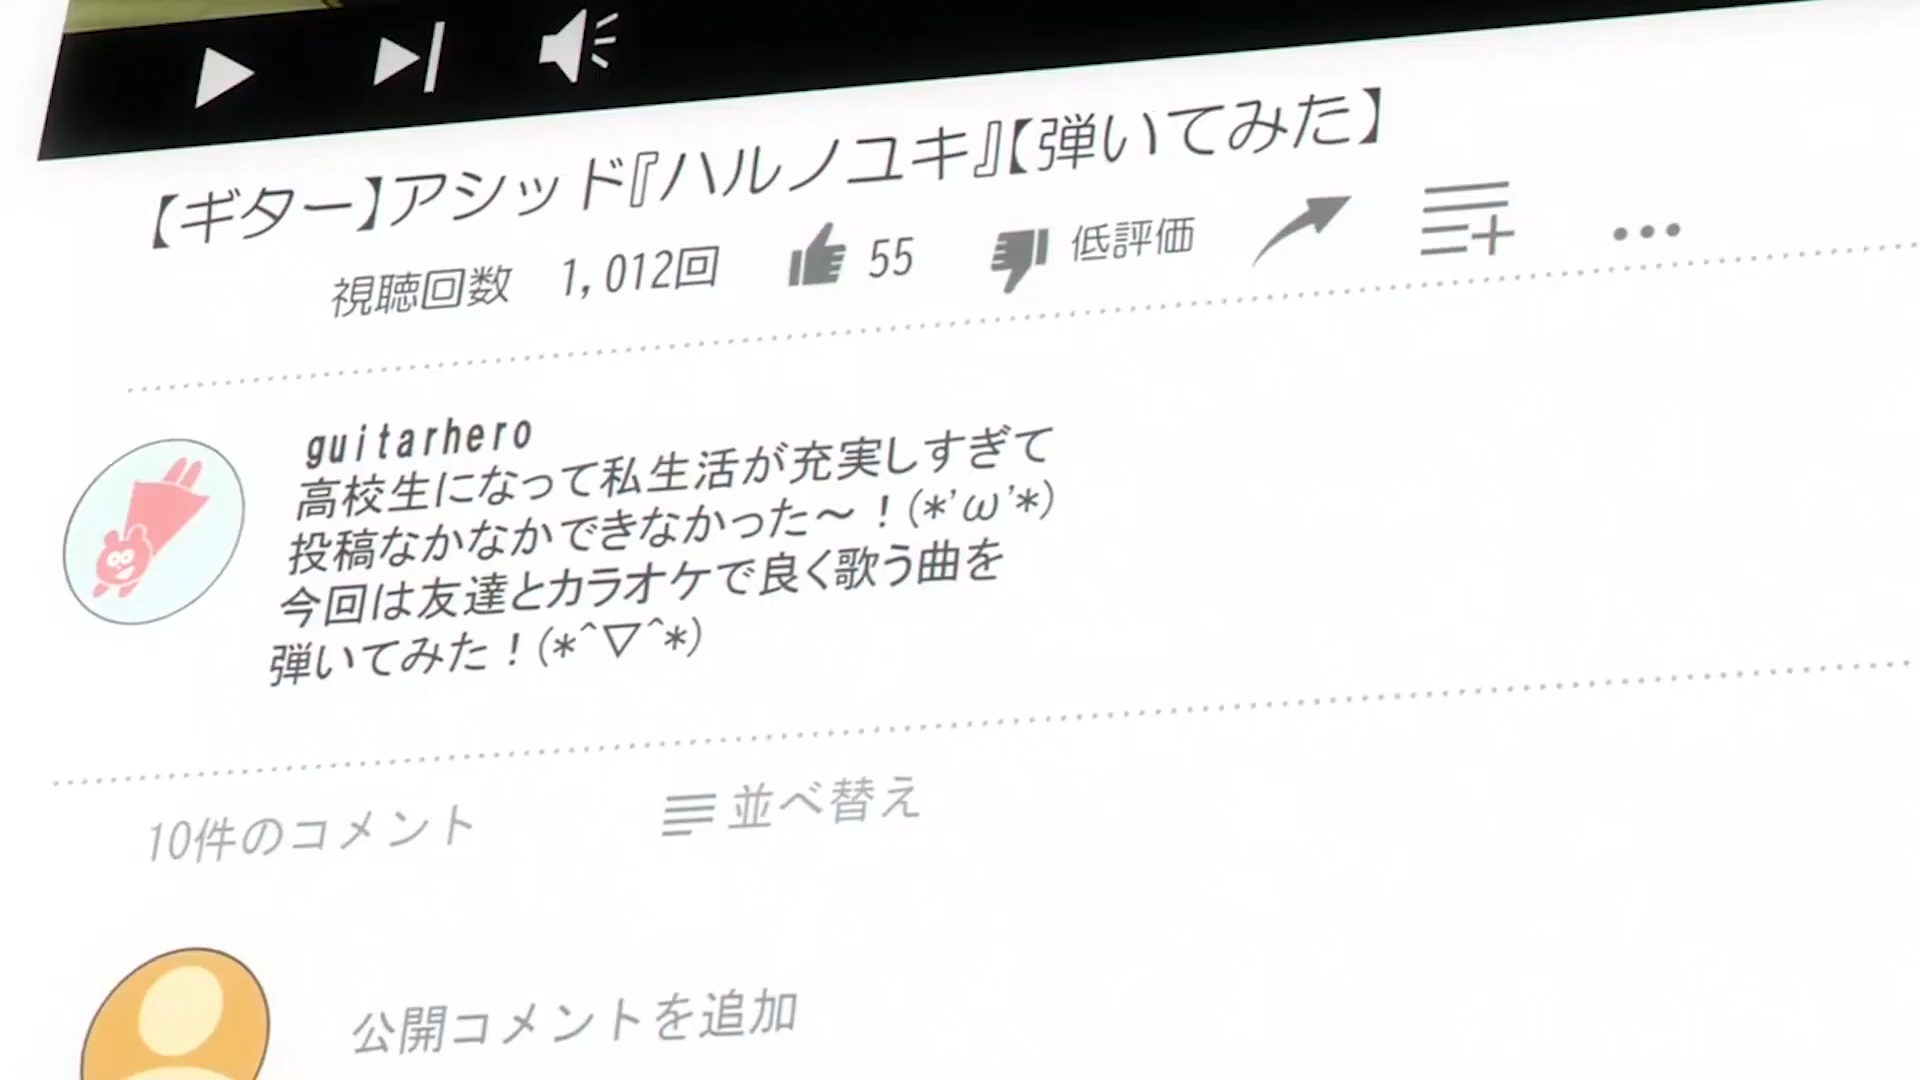 【ギター】アシッド『ハルノユキ』【弾いてみた】
視聴回数 1,012回 55 低評価
guitarhero
高校生になって私生活が充実しすぎて
投稿なかなかできなかった～！(*'ω'*)
今回は友達とカラオケで良く歌う曲を
弾いてみた！(*^▽^*)
10件のコメント 並べ替え
公開コメントを追加